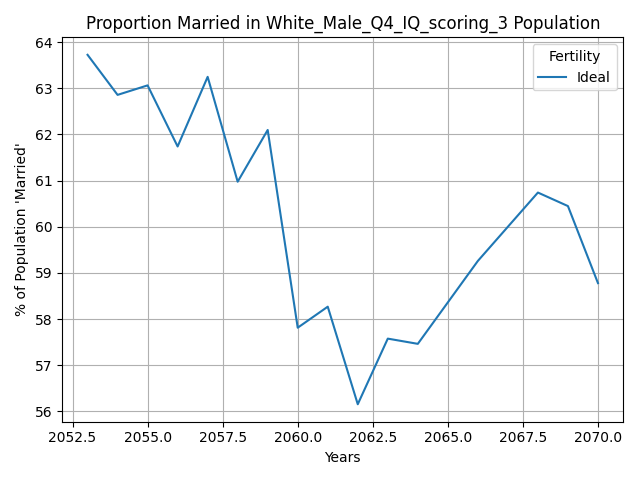 Proportion Married in White_Male_Q4_IQ_scoring_3 Population
Fertility
Ideal
% of Population 'Married'
64
63
62
61
60
59
58
57
56
2052.5 2055.0 2057.5 2060.0 2062.5 2065.0 2067.5 2070.0
Years